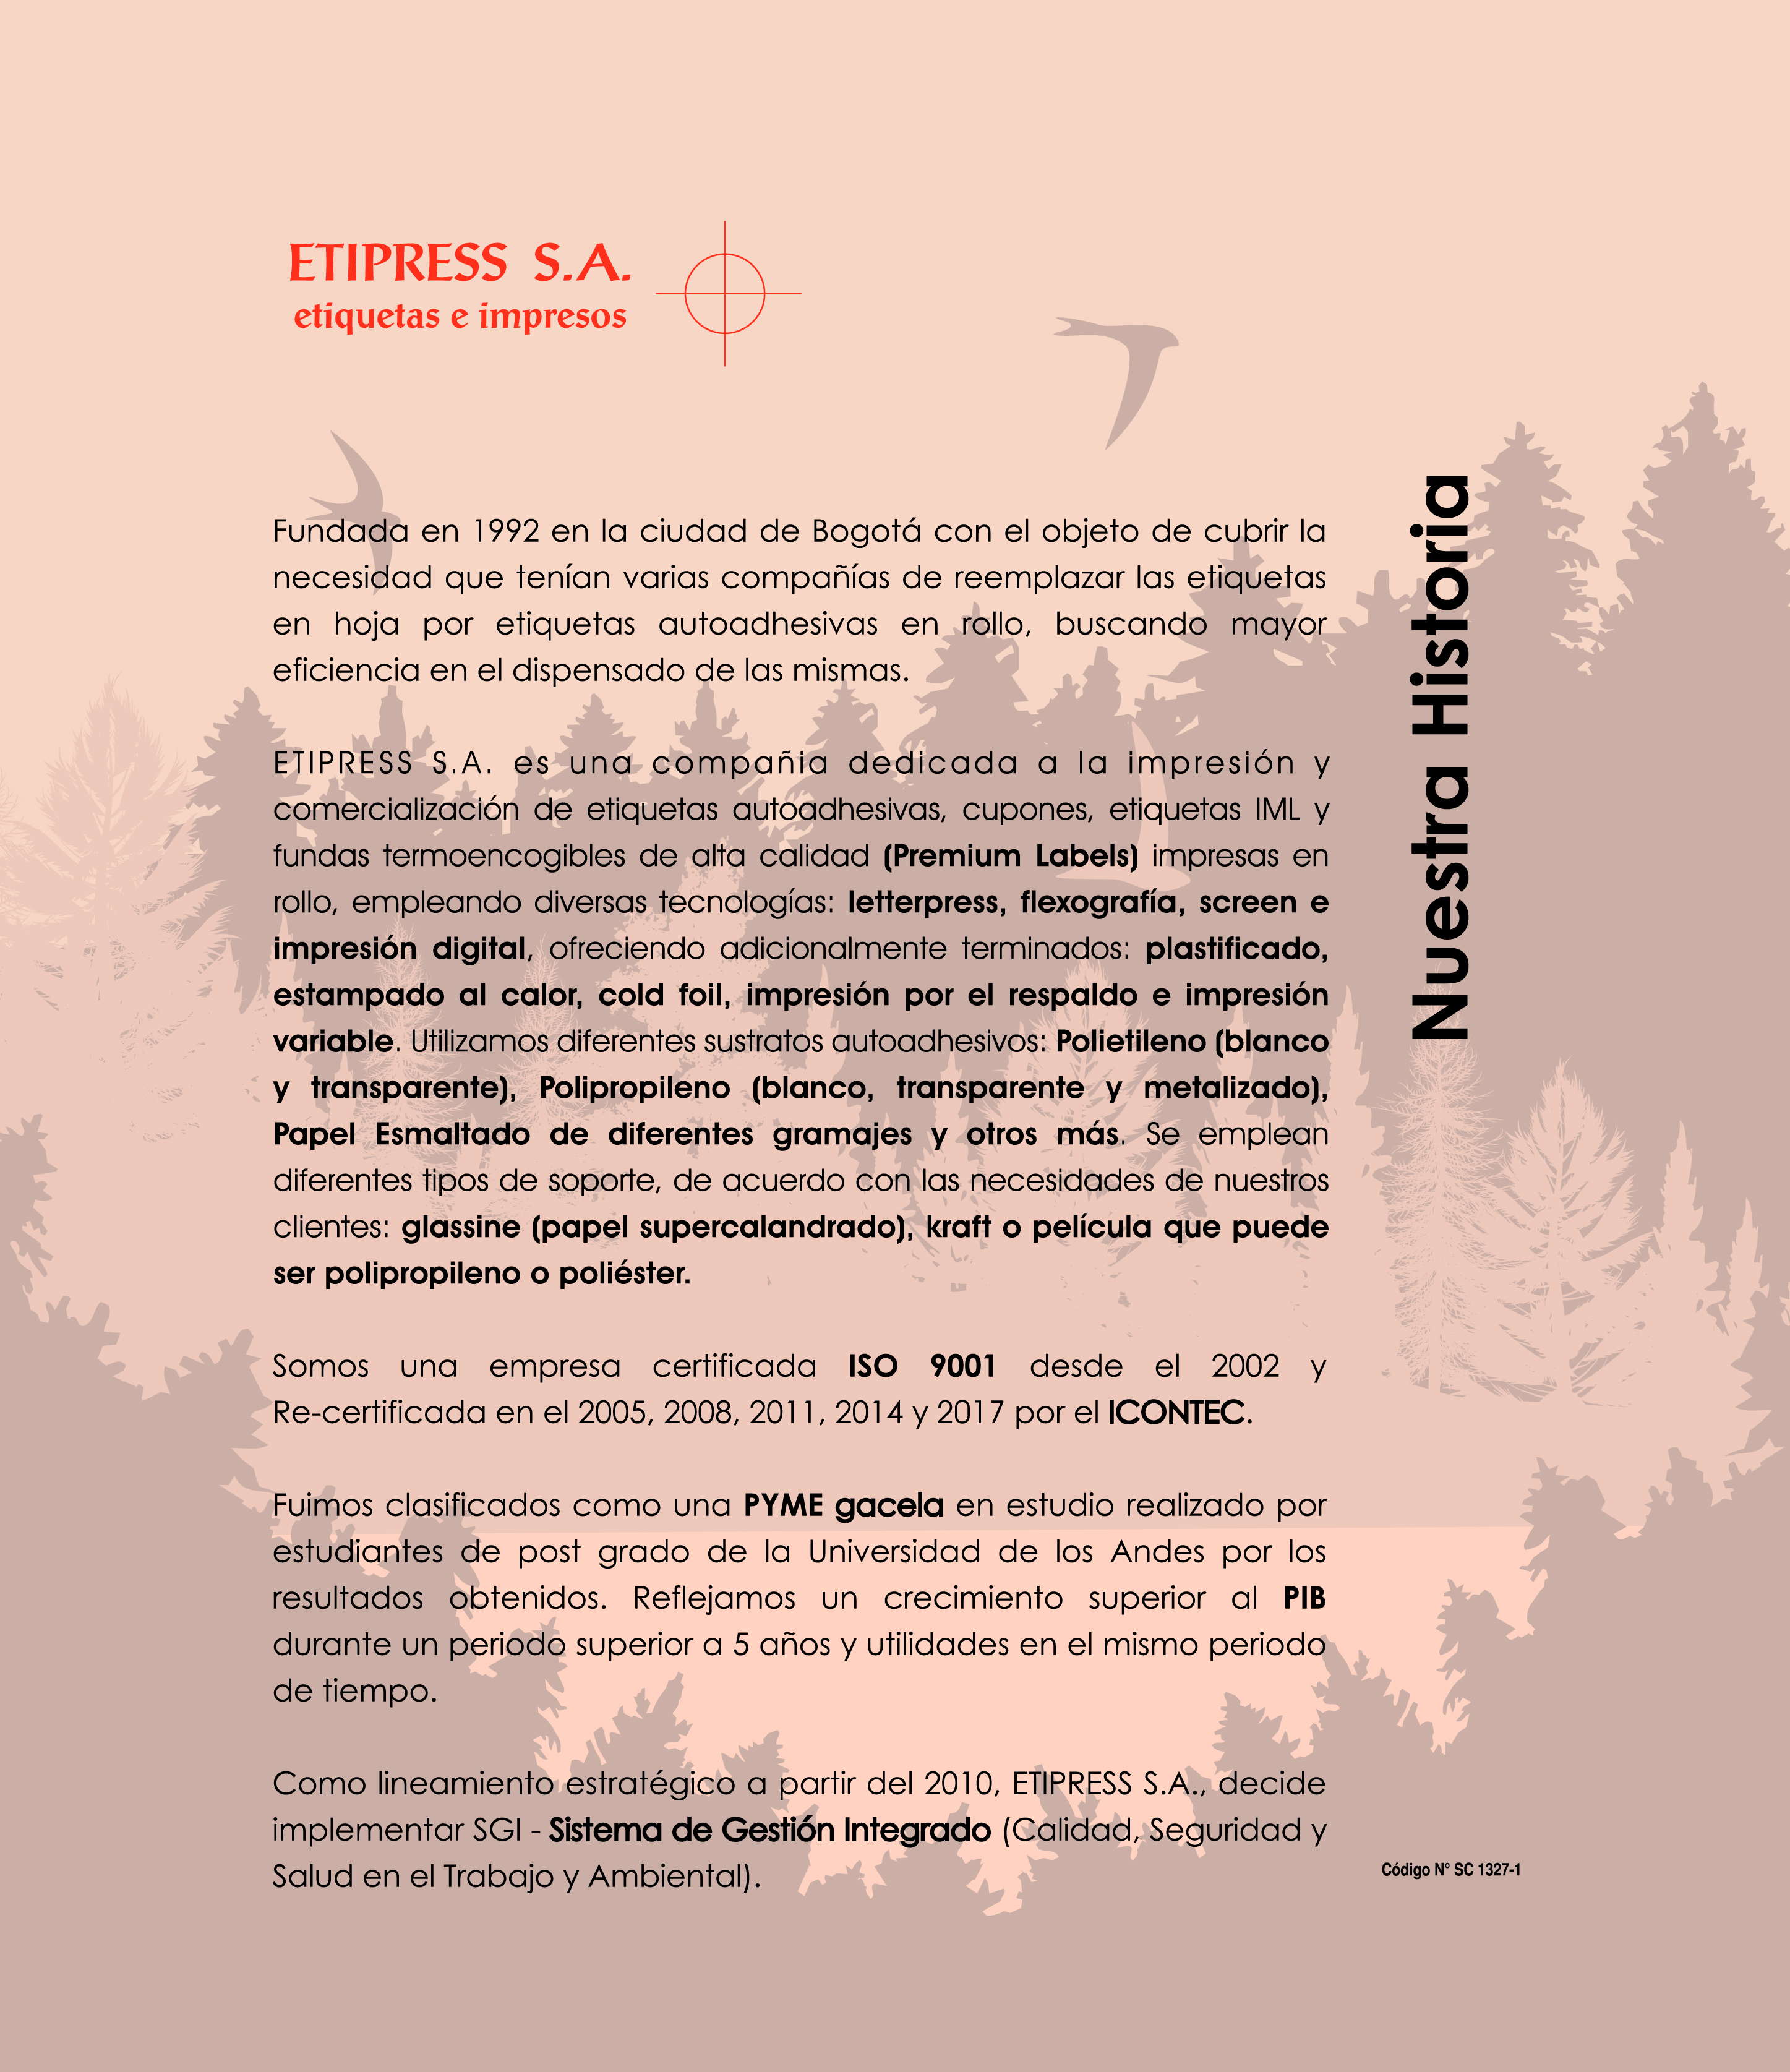 ETIPRESS S.A.
etiquetas e impresos
Nuestra Historia
Fundada en 1992 en la ciudad de Bogotá con el objeto de cubrir la
necesidad que tenían varias compañías de reemplazar las etiquetas
en hoja por etiquetas autoadhesivas en rollo, buscando mayor
eficiencia en el dispensado de las mismas.
ETIPRESS S.A. es una compañia dedicada a la impresión y
comercialización de etiquetas autoadhesivas, cupones, etiquetas IML y
fundas termoencogibles de alta calidad (Premium Labels) impresas en
rollo, empleando diversas tecnologías: letterpress, flexografía, screen e
impresión digital, ofreciendo adicionalmente terminados: plastificado,
estampado al calor, cold foil, impresión por el respaldo e impresión
variable. Utilizamos diferentes sustratos autoadhesivos: Polietileno (blanco
y transparente), Polipropileno (blanco, transparente y metalizado),
Papel Esmaltado de diferentes gramajes y otros más. Se emplean
diferentes tipos de soporte, de acuerdo con las necesidades de nuestros
clientes: glassine (papel supercalandrado), kraft o película que puede
ser polipropileno o poliéster.
Somos una empresa certificada ISO 9001 desde el 2002 y
Re-certificada en el 2005, 2008, 2011, 2014 y 2017 por el ICONTEC.
Fuimos clasificados como una PYME gacela en estudio realizado por
estudiantes de post grado de la Universidad de los Andes por los
resultados obtenidos. Reflejamos un crecimiento superior al PIB
durante un periodo superior a 5 años y utilidades en el mismo periodo
de tiempo.
Como lineamiento estratégico a partir del 2010, ETIPRESS S.A., decide
implementar SGI - Sistema de Gestión Integrado (Calidad, Seguridad y
Salud en el Trabajo y Ambiental).
Código N° SC 1327-1